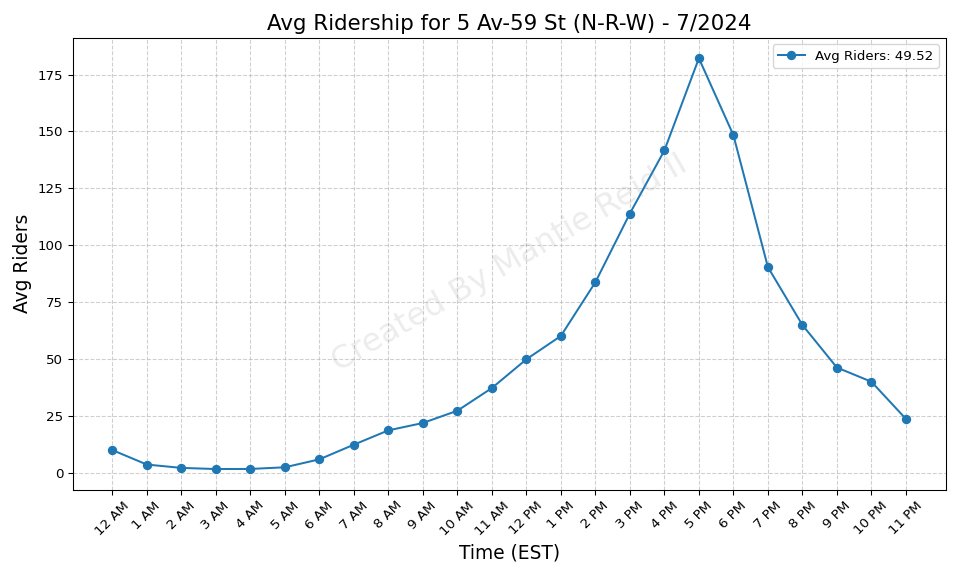 Avg Ridership for 5 Av-59 St (N-R-W) - 7/2024
Avg Riders: 49.52
175
150
125
100
75
50
25
0
Avg Riders
Created By Mantle Reid II
12 AM
1 AM
2 AM
3 AM
4 AM
5 AM
6 AM
7 AM
8 AM
9 AM
10 AM
11 AM
12 PM
1 PM
2 PM
3 PM
4 PM
5 PM
6 PM
7 PM
8 PM
9 PM
10 PM
11 PM
Time (EST)